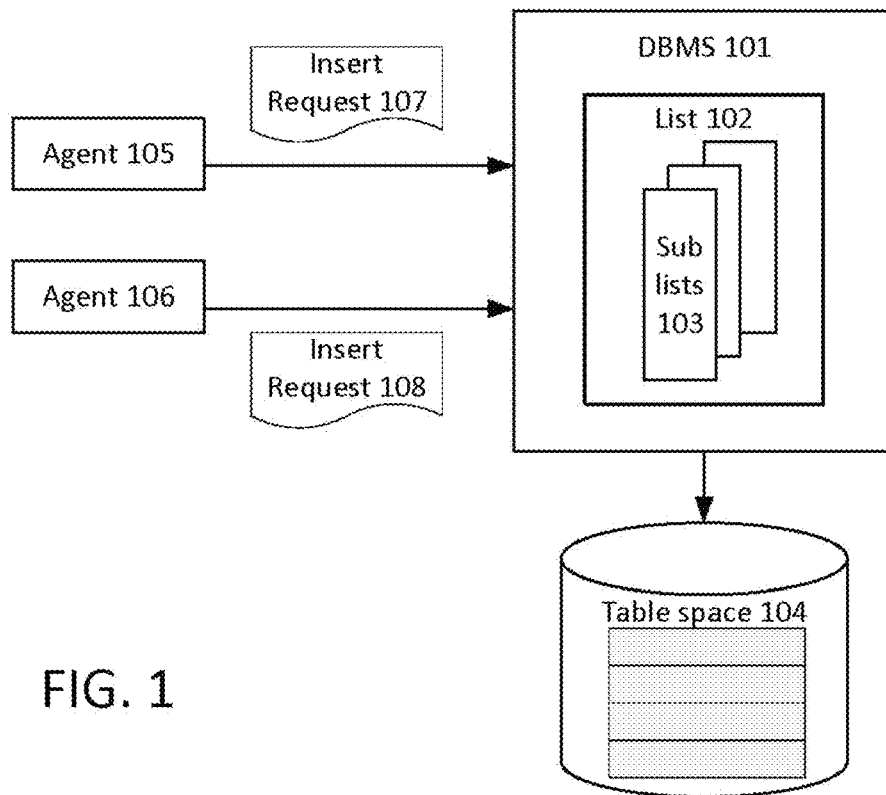 DBMS 101
Insert
Request 107
List 102
Agent 105
Sub
lists
103
Agent 106
Insert
Request 108
Table space 104
FIG. 1